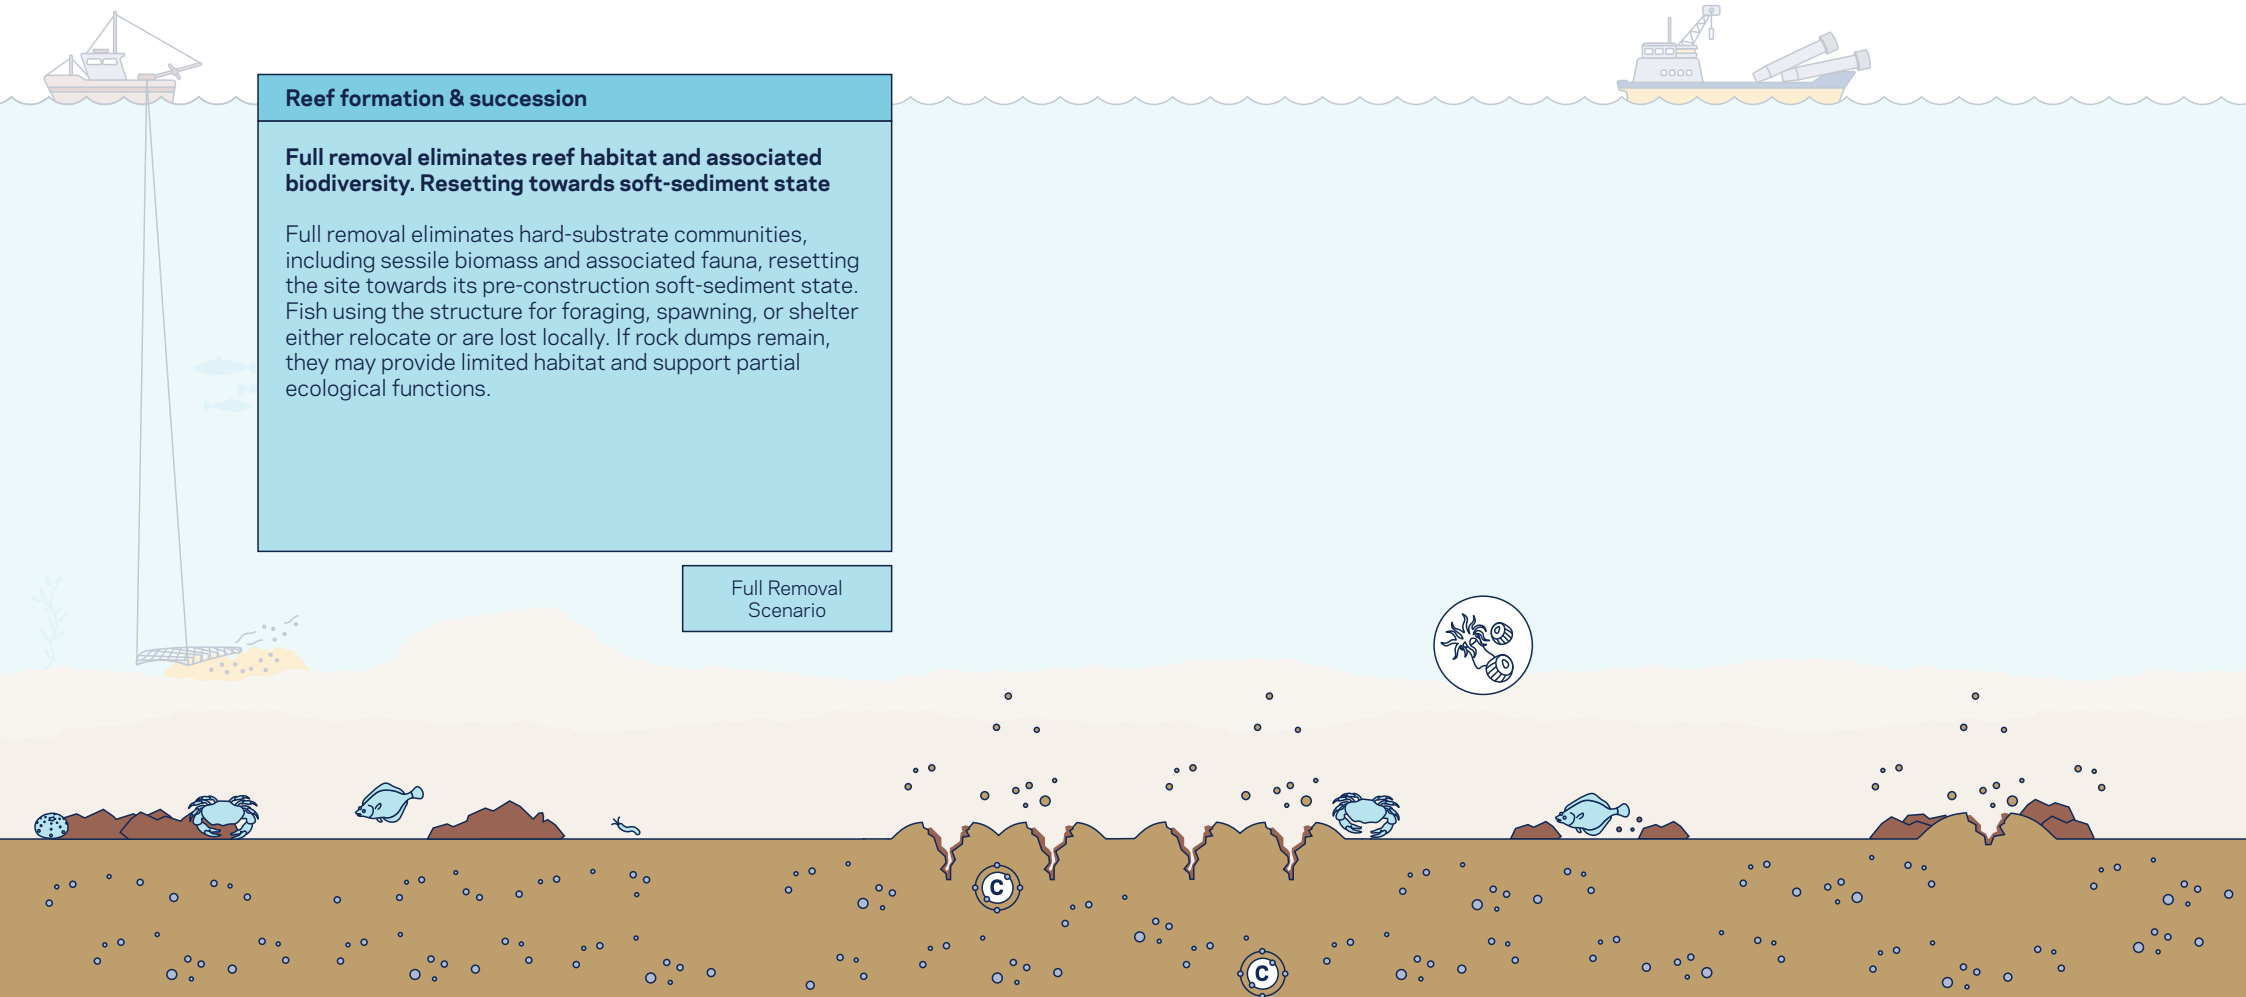 Reef formation & succession
Full removal eliminates reef habitat and associated
biodiversity. Resetting towards soft-sediment state
Full removal eliminates hard-substrate communities,
including sessile biomass and associated fauna, resetting
the site towards its pre-construction soft-sediment state.
Fish using the structure for foraging, spawning, or shelter
either relocate or are lost locally. If rock dumps remain,
they may provide limited habitat and support partial
ecological functions.
Full Removal
Scenario
C
C